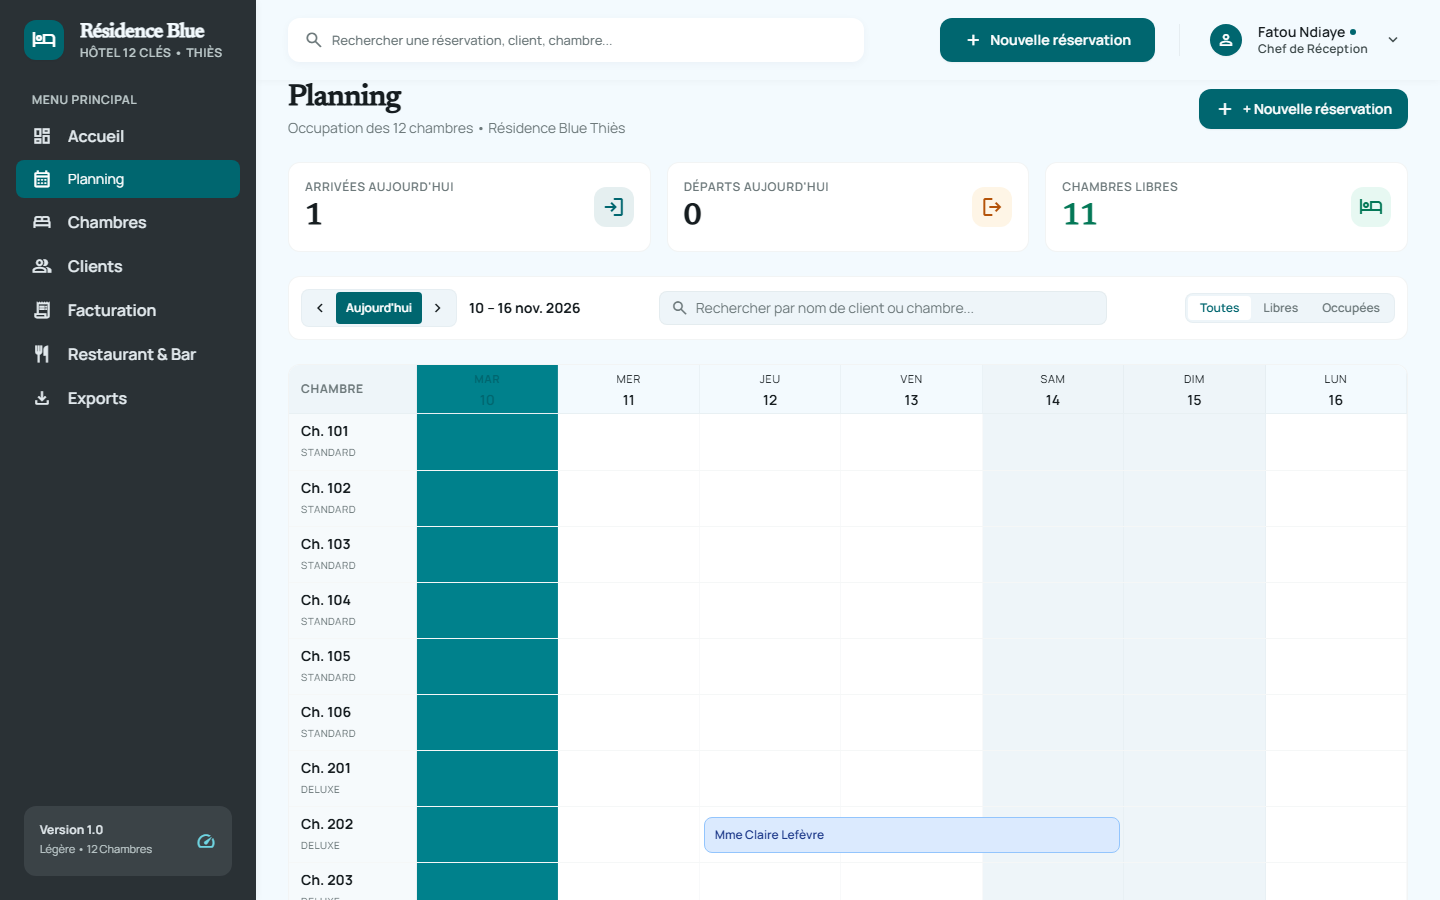 Résidence Blue
HÔTEL 12 CLÉS • THIÈS
MENU PRINCIPAL
Accueil
Planning
Chambres
Clients
Facturation
Restaurant & Bar
Exports
Version 1.0
Légère • 12 Chambres
Rechercher une réservation, client, chambre...
Nouvelle réservation
Fatou Ndiaye
Chef de Réception
Planning
Occupation des 12 chambres • Résidence Blue Thiès
+ Nouvelle réservation
ARRIVÉES AUJOURD'HUI
1
DÉPARTS AUJOURD'HUI
0
CHAMBRES LIBRES
11
Aujourd'hui
10 – 16 nov. 2026
Rechercher par nom de client ou chambre...
Toutes
Libres
Occupées
CHAMBRE
MAR
10
MER
11
JEU
12
VEN
13
SAM
14
DIM
15
LUN
16
Ch. 101
STANDARD
Ch. 102
STANDARD
Ch. 103
STANDARD
Ch. 104
STANDARD
Ch. 105
STANDARD
Ch. 106
STANDARD
Ch. 201
DELUXE
Ch. 202
DELUXE
Mme Claire Lefèvre
Ch. 203
DELUXE